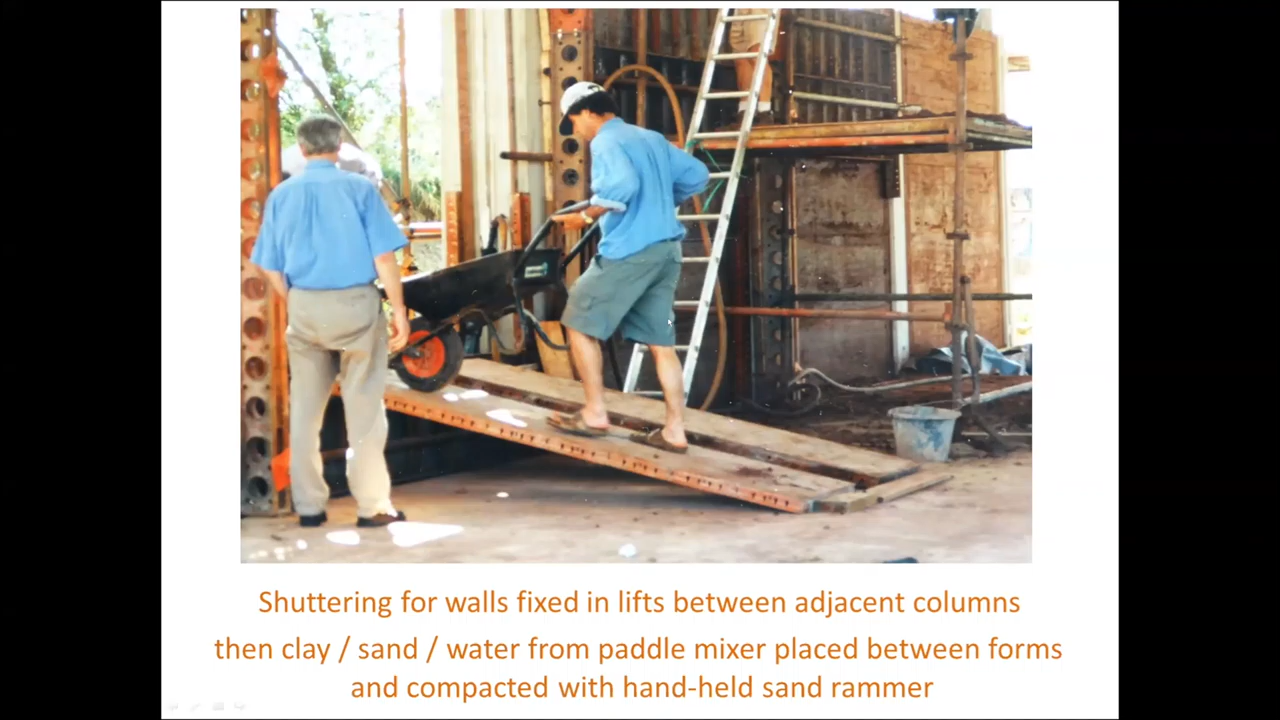 Shuttering for walls fixed in lifts between adjacent columns
then clay / sand / water from paddle mixer placed between forms
and compacted with hand-held sand rammer